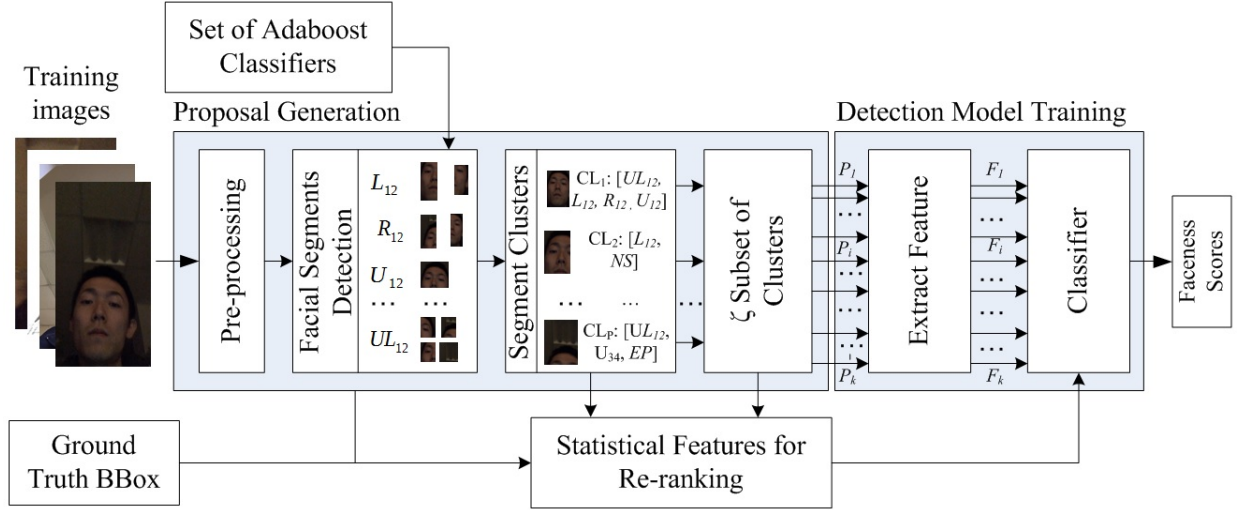 Set of Adaboost
Classifiers
Training
images
Proposal Generation
Detection Model Training
Pre-processing
Facial Segments
Detection
L12
R12
U12
... ...
UL12
Segment Clusters
CL1: [UL12,
L12, R12 , U12]
CL2: [L12,
NS]
... ...
CLP: [UL12,
U34, EP]
...
ζ Subset of
Clusters
P1
...
Pi
...
...
Pk
Extract Feature
F1
...
Fi
...
...
Fk
Classifier
Faceness
Scores
Ground
Truth BBox
Statistical Features for
Re-ranking